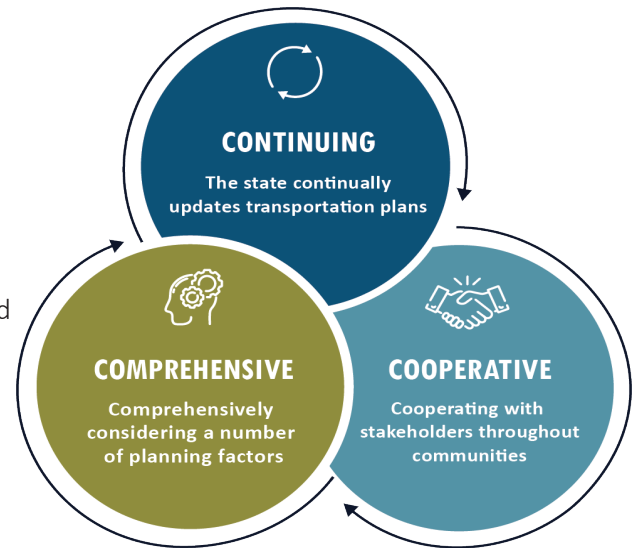 CONTINUING
The state continually
updates transportation plans
d
COMPREHENSIVE
Comprehensively
considering a number
of planning factors
COOPERATIVE
Cooperating with
stakeholders throughout
communities